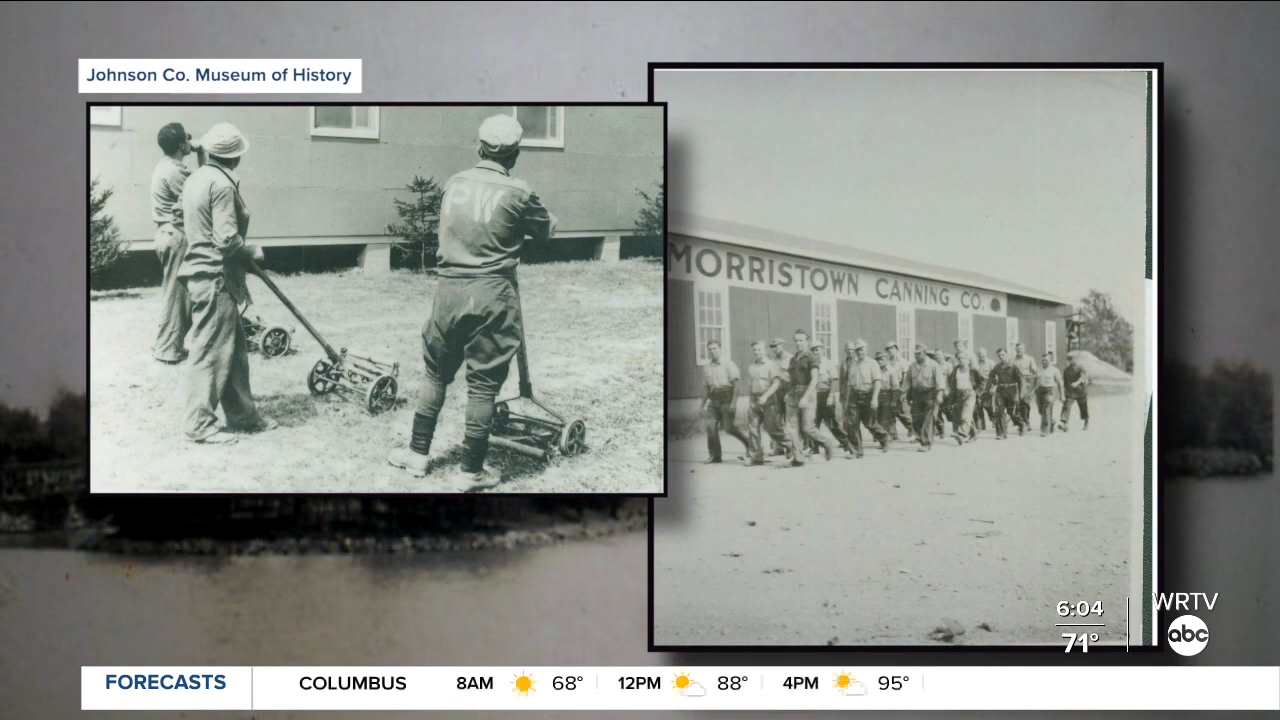 Johnson Co. Museum of History
PW
MORRISTOWN CANNING CO.
6:04
71°
WRTV
abc
FORECASTS COLUMBUS 8AM 68° 12PM 88° 4PM 95°